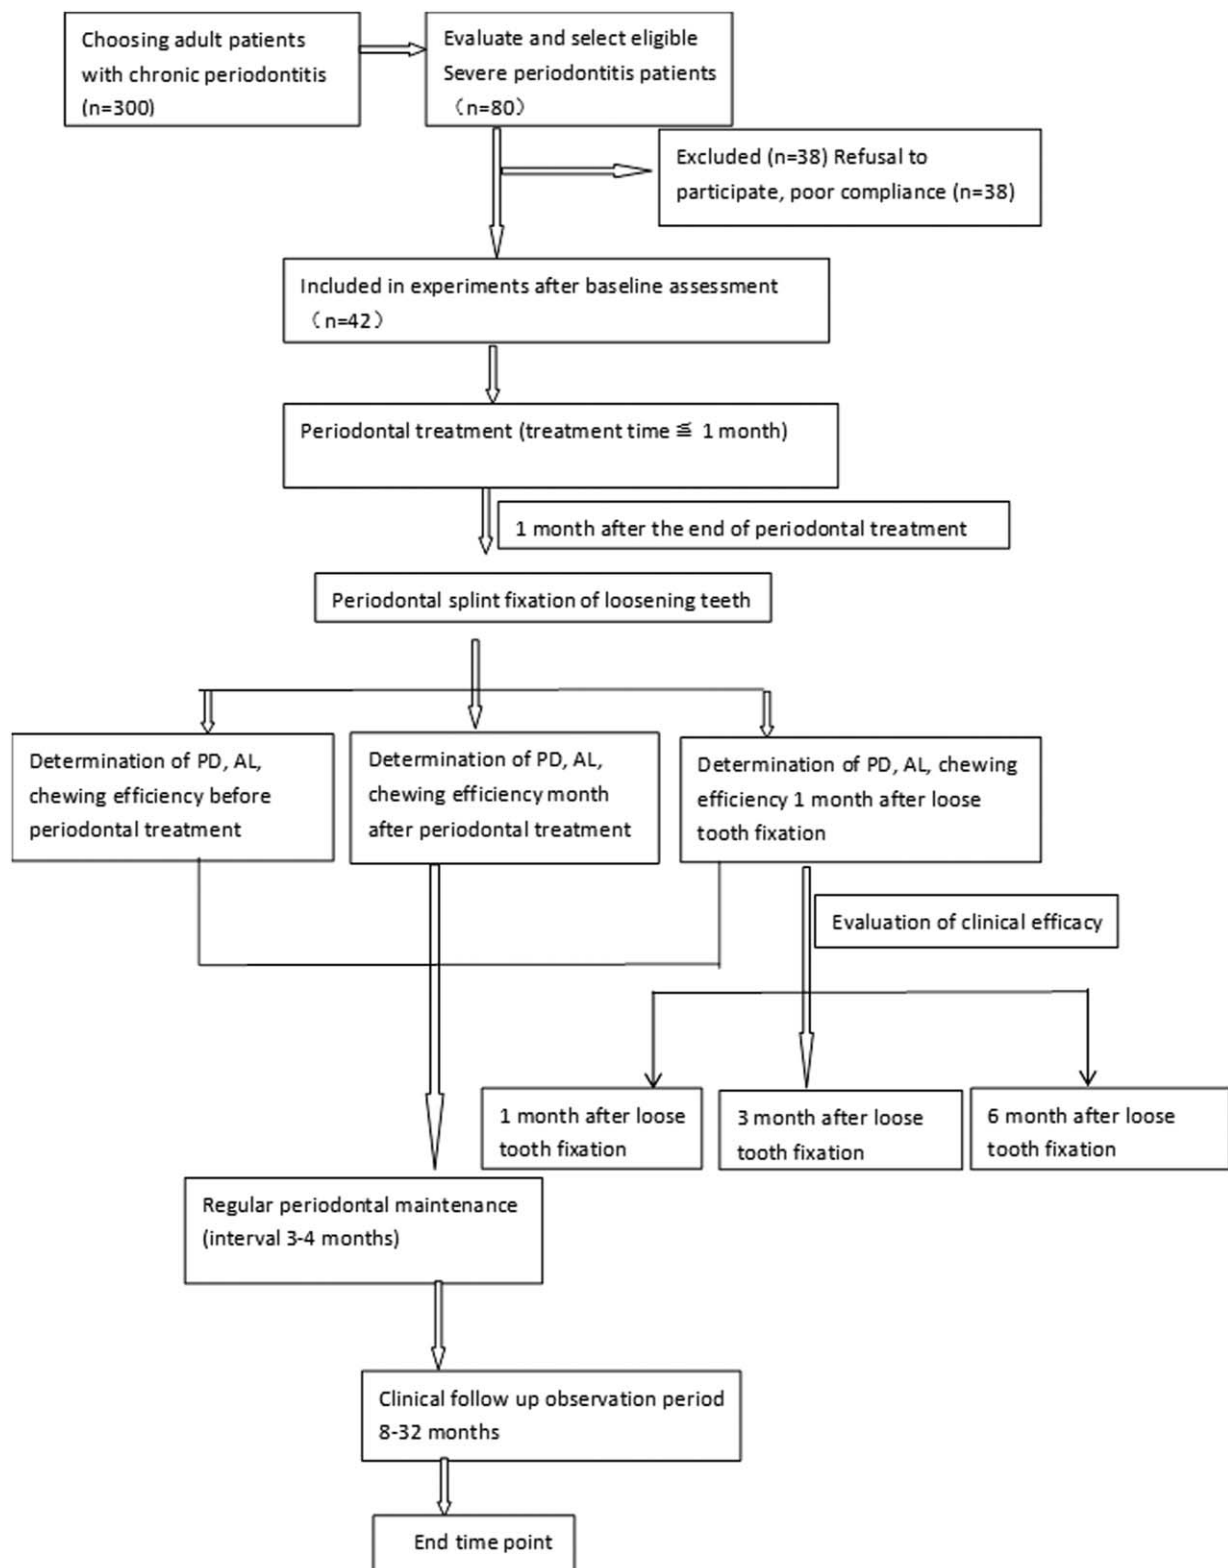 Choosing adult patients
with chronic periodontitis
(n=300)
Evaluate and select eligible
Severe periodontitis patients
（n=80）
Excluded (n=38) Refusal to
participate, poor compliance (n=38)
Included in experiments after baseline assessment
（n=42）
Periodontal treatment (treatment time ≦ 1 month)
1 month after the end of periodontal treatment
Periodontal splint fixation of loosening teeth
Determination of PD, AL,
chewing efficiency before
periodontal treatment
Determination of PD, AL,
chewing efficiency month
after periodontal treatment
Determination of PD, AL, chewing
efficiency 1 month after loose
tooth fixation
Evaluation of clinical efficacy
1 month after loose
tooth fixation
3 month after loose
tooth fixation
6 month after loose
tooth fixation
Regular periodontal maintenance
(interval 3-4 months)
Clinical follow up observation period
8-32 months
End time point